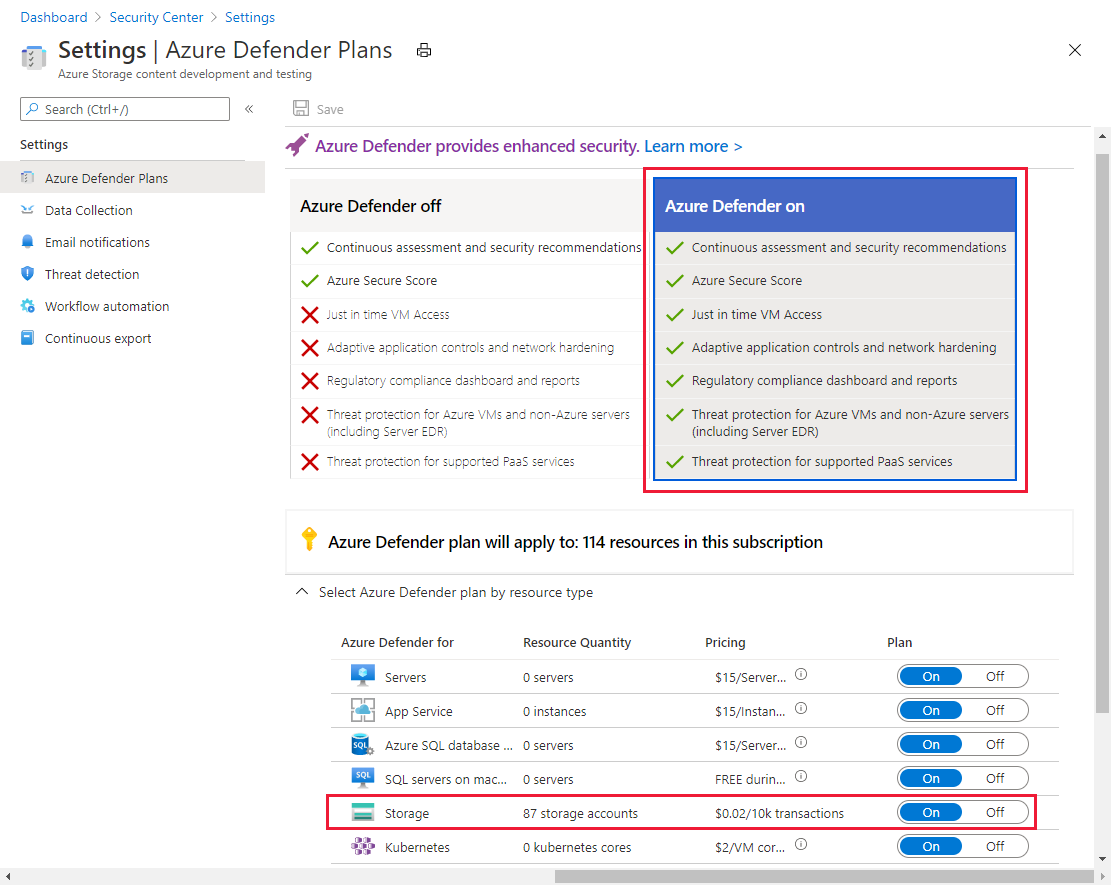 Dashboard > Security Center > Settings
Settings | Azure Defender Plans
Azure Storage content development and testing
Search (Ctrl+/)
«
Save
Settings
Azure Defender Plans
Data Collection
Email notifications
Threat detection
Workflow automation
Continuous export
Azure Defender provides enhanced security. Learn more >
Azure Defender off
Continuous assessment and security recommendations
Azure Secure Score
Just in time VM Access
Adaptive application controls and network hardening
Regulatory compliance dashboard and reports
Threat protection for Azure VMs and non-Azure servers
(including Server EDR)
Threat protection for supported PaaS services
Azure Defender on
Continuous assessment and security recommendations
Azure Secure Score
Just in time VM Access
Adaptive application controls and network hardening
Regulatory compliance dashboard and reports
Threat protection for Azure VMs and non-Azure servers
(including Server EDR)
Threat protection for supported PaaS services
Azure Defender plan will apply to: 114 resources in this subscription
Select Azure Defender plan by resource type
Azure Defender for Resource Quantity Pricing Plan
Servers 0 servers $15/Server... On Off
App Service 0 instances $15/Instan... On Off
SQL Azure SQL database ... 0 servers $15/Server... On Off
SQL SQL servers on mac... 0 servers FREE durin... On Off
Storage 87 storage accounts $0.02/10k transactions On Off
Kubernetes 0 kubernetes cores $2/VM cor... On Off